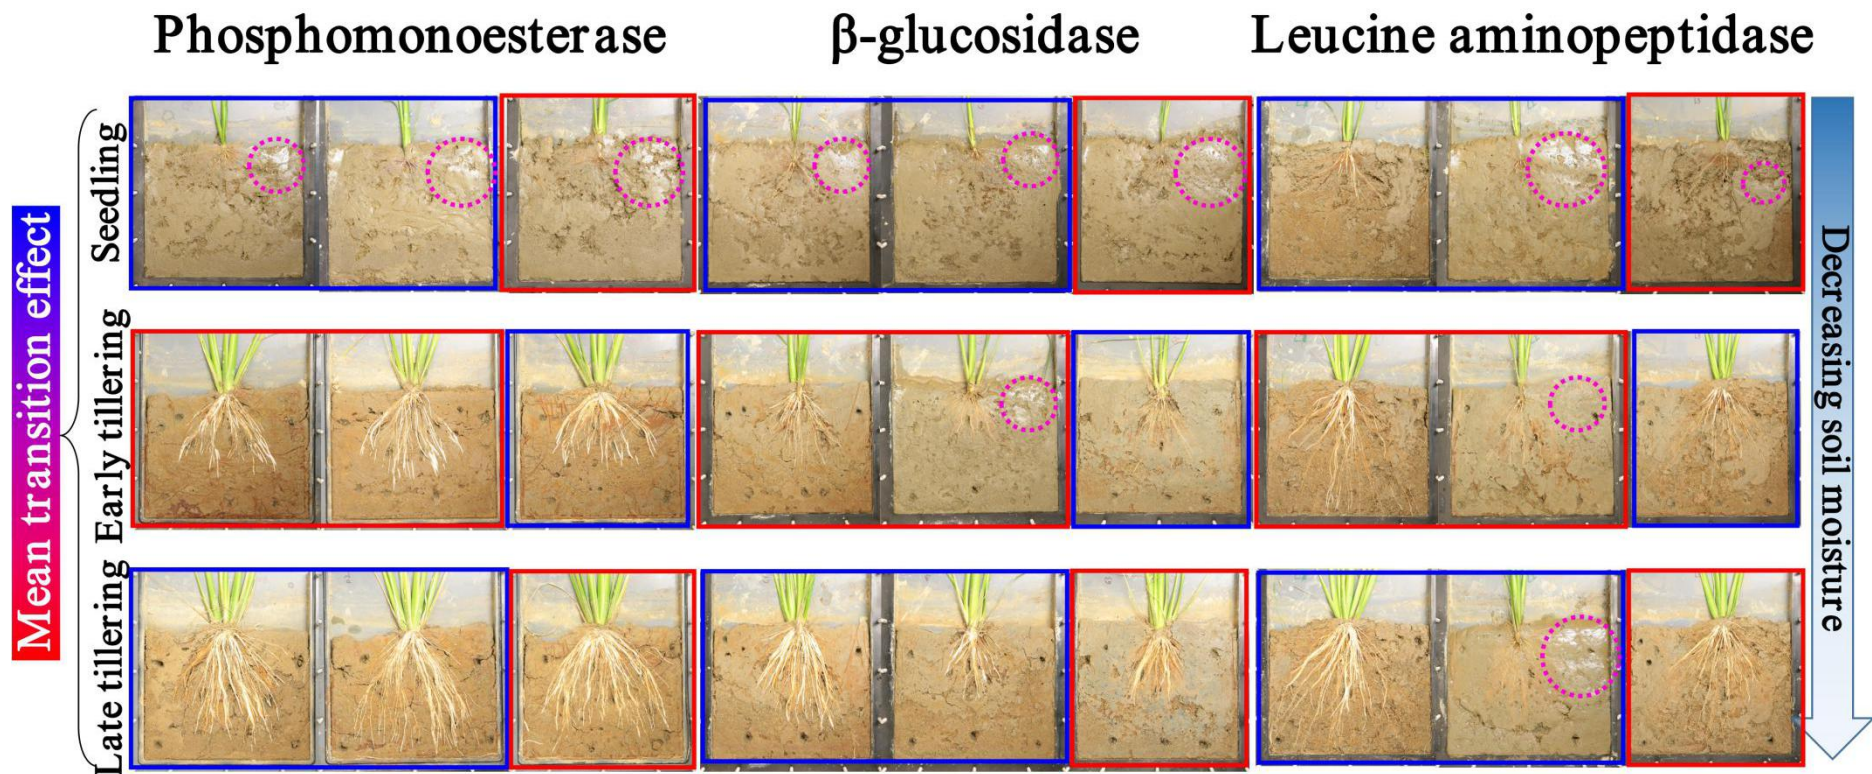 Phosphomonoesterase
β-glucosidase
Leucine aminopeptidase
Mean transition effect
Seedling
Early tillering
Late tillering
Decreasing soil moisture